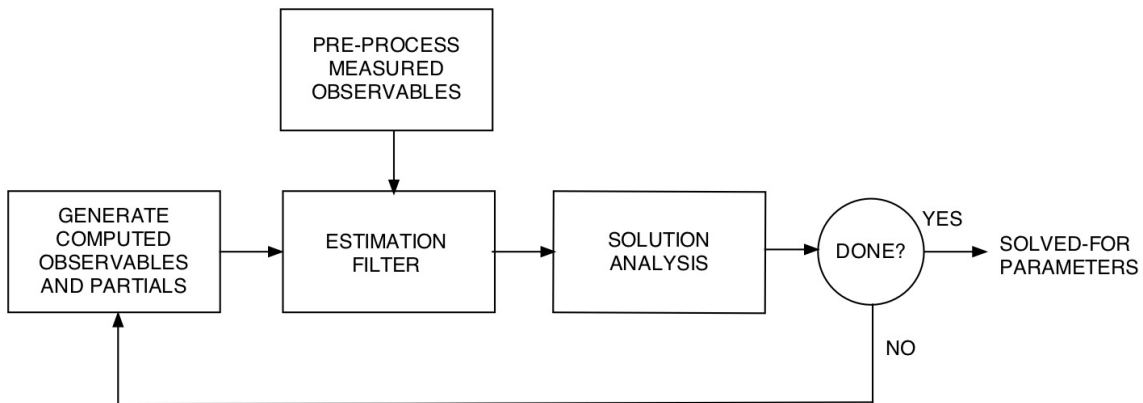 PRE-PROCESS
MEASURED
OBSERVABLES
GENERATE
COMPUTED
OBSERVABLES
AND PARTIALS
ESTIMATION
FILTER
SOLUTION
ANALYSIS
DONE?
YES
SOLVED-FOR
PARAMETERS
NO